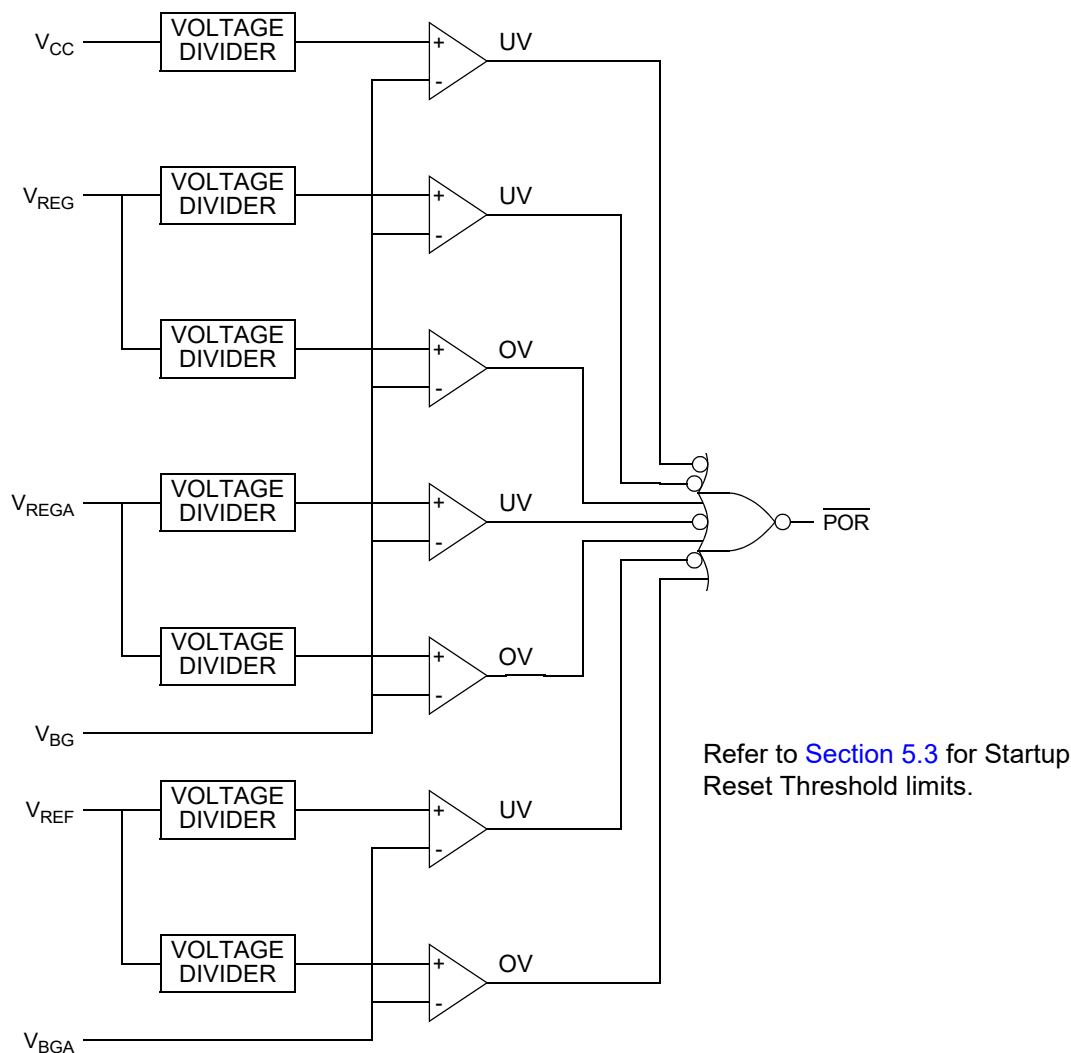 VOLTAGE
DIVIDER
VCC
+
-
UV
VOLTAGE
DIVIDER
VREG
+
-
UV
VOLTAGE
DIVIDER
+
-
OV
VOLTAGE
DIVIDER
VREGA
+
-
UV
POR
VOLTAGE
DIVIDER
+
-
OV
VBG
Refer to Section 5.3 for Startup
Reset Threshold limits.
VOLTAGE
DIVIDER
VREF
+
-
UV
VOLTAGE
DIVIDER
+
-
OV
VBGA